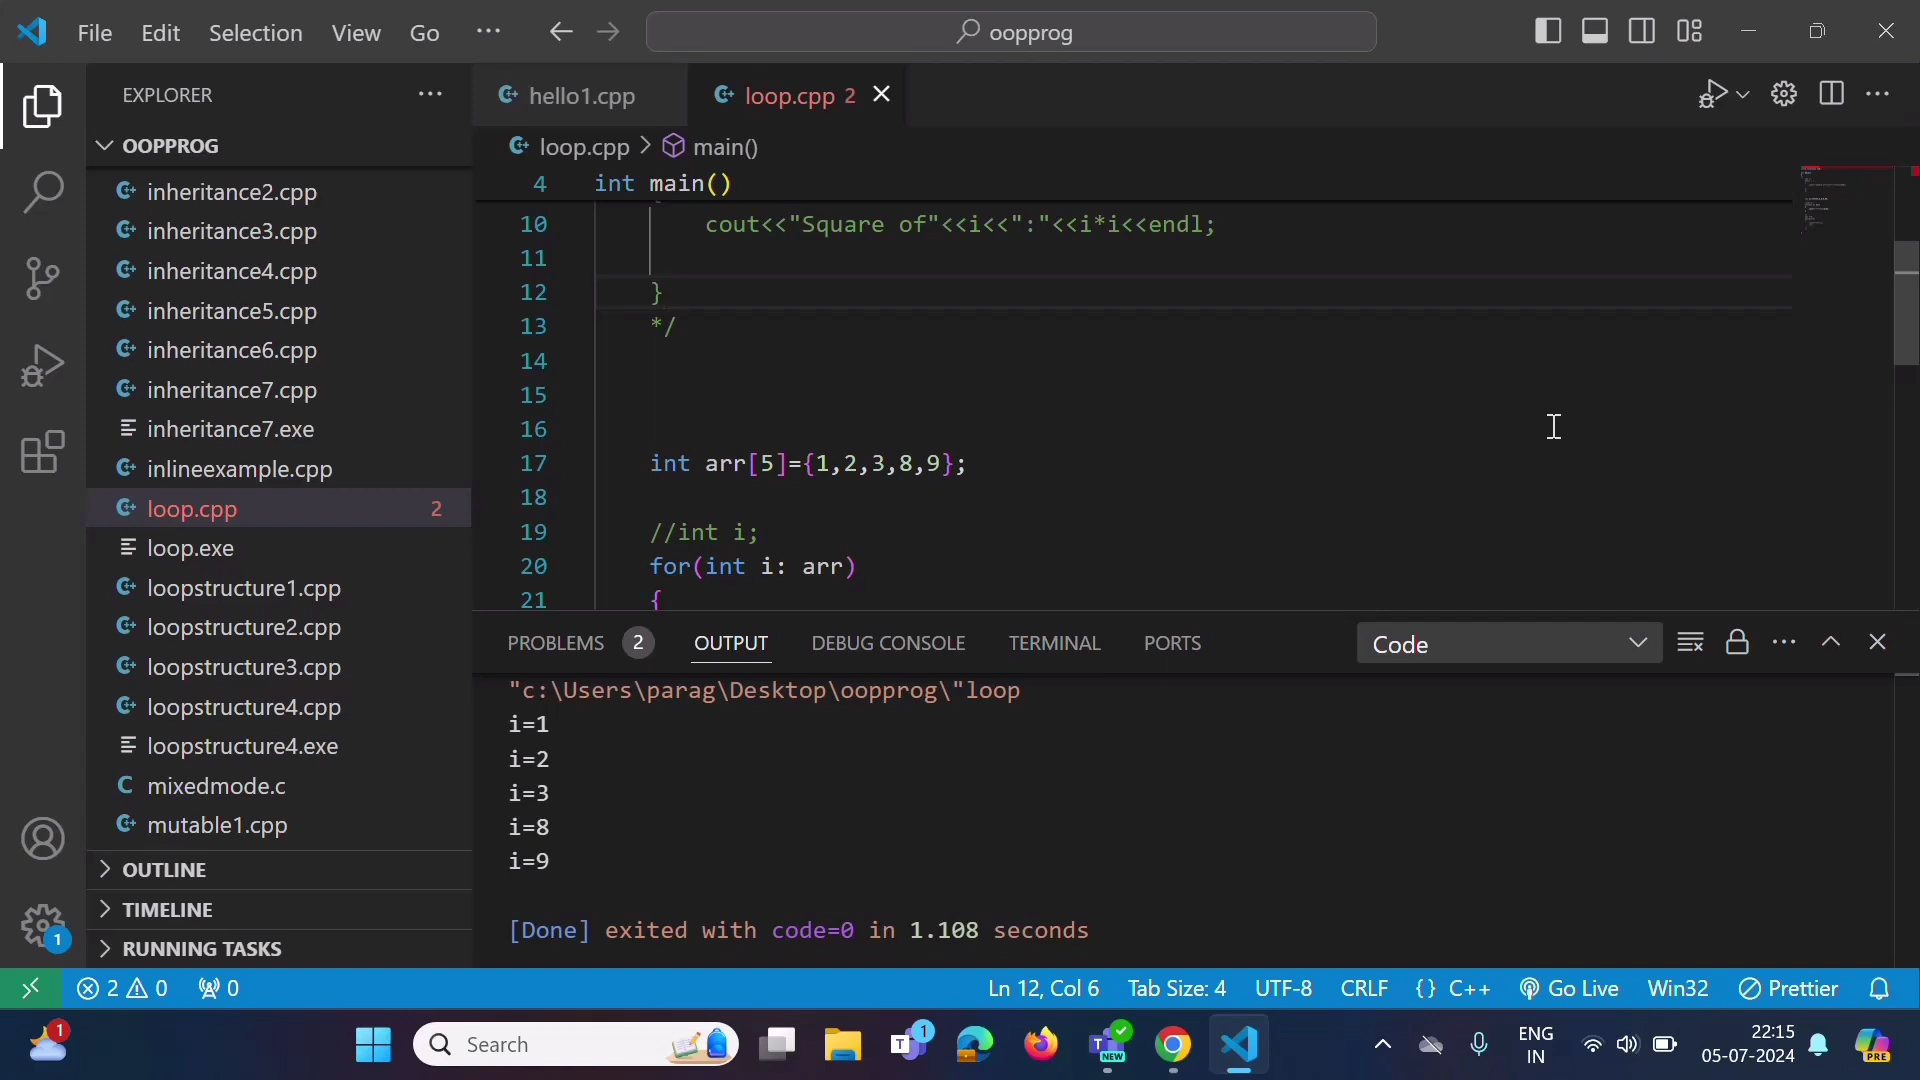 File Edit Selection View Go ··· oopprog
EXPLORER ···
OOPPROG
inheritance2.cpp
inheritance3.cpp
inheritance4.cpp
inheritance5.cpp
inheritance6.cpp
inheritance7.cpp
inheritance7.exe
inlineexample.cpp
loop.cpp 2
loop.exe
loopstructure1.cpp
loopstructure2.cpp
loopstructure3.cpp
loopstructure4.cpp
loopstructure4.exe
mixedmode.c
mutable1.cpp
OUTLINE
TIMELINE
RUNNING TASKS
1
hello1.cpp loop.cpp 2
loop.cpp > main()
4 int main()
10 cout<<"Square of"<<i<<":"<<i*i<<endl;
11
12 }
13 */
14
15
16
17 int arr[5]={1,2,3,8,9};
18
19 //int i;
20 for(int i: arr)
21 {
PROBLEMS 2 OUTPUT DEBUG CONSOLE TERMINAL PORTS Code
"c:\Users\parag\Desktop\oopprog\"loop
i=1
i=2
i=3
i=8
i=9
[Done] exited with code=0 in 1.108 seconds
2 0 0 Ln 12, Col 6 Tab Size: 4 UTF-8 CRLF {} C++ Go Live Win32 Prettier
1 Search T 1 T NEW ENG IN 22:15 05-07-2024 PRE